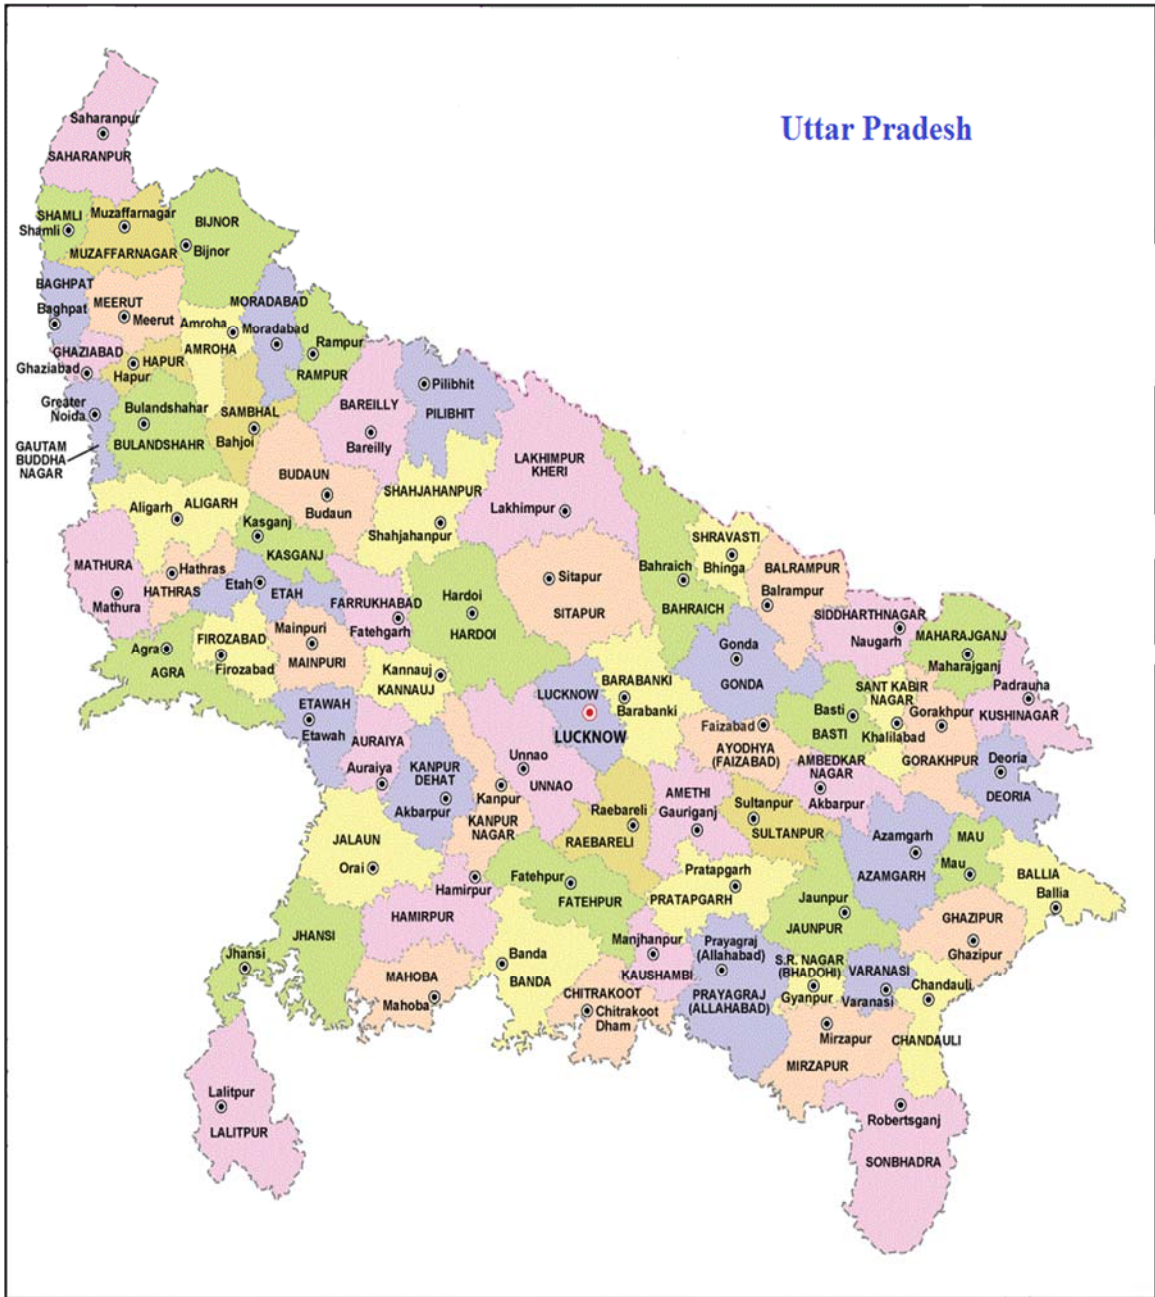 Uttar Pradesh
Saharanpur
SAHARANPUR
SHAMLI
Shamli
Muzaffarnagar
MUZAFFARNAGAR
BIJNOR
Bijnor
BAGHPAT
Baghpat
MEERUT
Meerut
MORADABAD
Moradabad
Amroha
AMROHA
Rampur
RAMPUR
GHAZIABAD
Ghaziabad
HAPUR
Hapur
Greater
Noida
GAUTAM
BUDDHA
NAGAR
Bulandshahar
BULANDSHAHR
SAMBHAL
Bahjoi
BAREILLY
Bareilly
Pilibhit
PILIBHIT
BUDAUN
Budaun
SHAHJAHANPUR
Shahjahanpur
LAKHIMPUR
KHERI
Lakhimpur
Aligarh
ALIGARH
Kasganj
KASGANJ
MATHURA
Mathura
Hathras
HATHRAS
Etah
ETAH
FARRUKHABAD
Fatehgarh
Hardoi
HARDOI
Sitapur
SITAPUR
Bahraich
BAHRAICH
SHRAVASTI
Bhinga
BALRAMPUR
Balrampur
SIDDHARTHNAGAR
Naugarh
MAHARAJGANJ
Maharajganj
Agra
AGRA
FIROZABAD
Firozabad
Mainpuri
MAINPURI
Kannauj
KANNAUJ
LUCKNOW
LUCKNOW
BARABANKI
Barabanki
Gonda
GONDA
Basti
BASTI
SANT KABIR
NAGAR
Khalilabad
Gorakhpur
GORAKHPUR
Padrauna
KUSHINAGAR
ETAWAH
Etawah
AURAIYA
Auraiya
KANPUR
DEHAT
Akbarpur
Kanpur
KANPUR
NAGAR
Unnao
UNNAO
Faizabad
AYODHYA
(FAIZABAD)
AMBEDKAR
NAGAR
Akbarpur
Deoria
DEORIA
Raebareli
RAEBARELI
AMETHI
Gauriganj
Sultanpur
SULTANPUR
Azamgarh
AZAMGARH
MAU
Mau
BALLIA
Ballia
JALAUN
Orai
Hamirpur
HAMIRPUR
Fatehpur
FATEHPUR
Pratapgarh
PRATAPGARH
Jaunpur
JAUNPUR
GHAZIPUR
Ghazipur
JHANSI
Jhansi
MAHOBA
Mahoba
Banda
BANDA
CHITRAKOOT
Chitrakoot
Dham
Manjhanpur
KAUSHAMBI
Prayagraj
(Allahabad)
PRAYAGRAJ
(ALLAHABAD)
S.R. NAGAR
(BHADOHI)
Gyanpur
VARANASI
Varanasi
Chandauli
CHANDAULI
Mirzapur
MIRZAPUR
Lalitpur
LALITPUR
Robertsganj
SONBHADRA